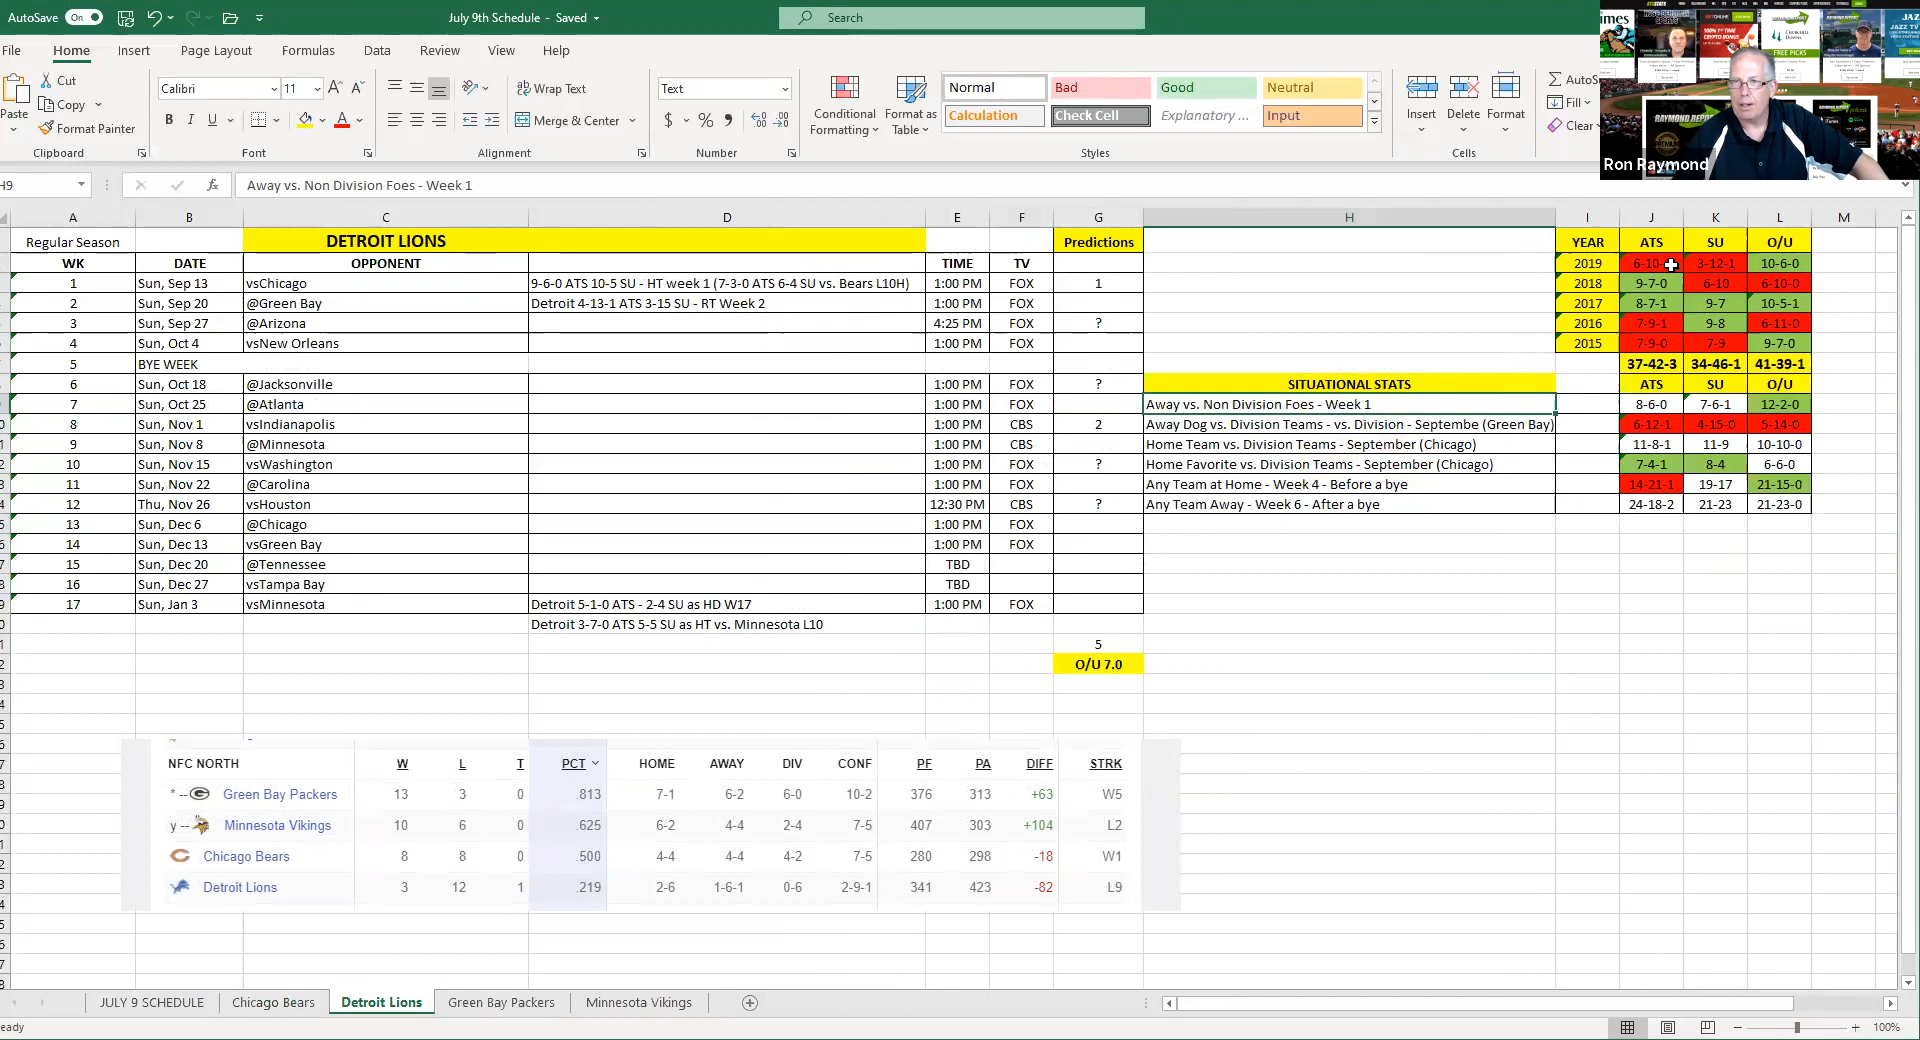 AutoSave On July 9th Schedule - Saved Search
File Home Insert Page Layout Formulas Data Review View Help
Cut Calibri 11 Wrap Text Text Normal Bad Good Neutral
Copy Conditional Formatting Format as Table Insert Delete Format Fill
Paste Format Painter B I U Merge & Center $ % Calculation Check Cell Explanatory ... Input Clear
Clipboard Font Alignment Number Styles Cells
Ron Raymond
RAYMOND REPORT
H9 Away vs. Non Division Foes - Week 1
A B C D E F G H I J K L M
Regular Season DETROIT LIONS Predictions YEAR ATS SU O/U
WK DATE OPPONENT TIME TV 2019 6-10- 3-12-1 10-6-0
1 Sun, Sep 13 vsChicago 9-6-0 ATS 10-5 SU - HT week 1 (7-3-0 ATS 6-4 SU vs. Bears L10H) 1:00 PM FOX 1 2018 9-7-0 6-10 6-10-0
2 Sun, Sep 20 @Green Bay Detroit 4-13-1 ATS 3-15 SU - RT Week 2 1:00 PM FOX 2017 8-7-1 9-7 10-5-1
3 Sun, Sep 27 @Arizona 4:25 PM FOX ? 2016 7-9-1 9-8 6-11-0
4 Sun, Oct 4 vsNew Orleans 1:00 PM FOX 2015 7-9-0 7-9 9-7-0
5 BYE WEEK 37-42-3 34-46-1 41-39-1
6 Sun, Oct 18 @Jacksonville 1:00 PM FOX ? SITUATIONAL STATS ATS SU O/U
7 Sun, Oct 25 @Atlanta 1:00 PM FOX Away vs. Non Division Foes - Week 1 8-6-0 7-6-1 12-2-0
8 Sun, Nov 1 vsIndianapolis 1:00 PM CBS 2 Away Dog vs. Division Teams - vs. Division - Septembe (Green Bay) 6-12-1 4-15-0 5-14-0
9 Sun, Nov 8 @Minnesota 1:00 PM CBS Home Team vs. Division Teams - September (Chicago) 11-8-1 11-9 10-10-0
10 Sun, Nov 15 vsWashington 1:00 PM FOX ? Home Favorite vs. Division Teams - September (Chicago) 7-4-1 8-4 6-6-0
11 Sun, Nov 22 @Carolina 1:00 PM FOX Any Team at Home - Week 4 - Before a bye 14-21-1 19-17 21-15-0
12 Thu, Nov 26 vsHouston 12:30 PM CBS ? Any Team Away - Week 6 - After a bye 24-18-2 21-23 21-23-0
13 Sun, Dec 6 @Chicago 1:00 PM FOX
14 Sun, Dec 13 vsGreen Bay 1:00 PM FOX
15 Sun, Dec 20 @Tennessee TBD
16 Sun, Dec 27 vsTampa Bay TBD
17 Sun, Jan 3 vsMinnesota Detroit 5-1-0 ATS - 2-4 SU as HD W17 1:00 PM FOX
Detroit 3-7-0 ATS 5-5 SU as HT vs. Minnesota L10
5
O/U 7.0
NFC NORTH W L T PCT HOME AWAY DIV CONF PF PA DIFF STRK
* -- Green Bay Packers 13 3 0 .813 7-1 6-2 6-0 10-2 376 313 +63 W5
y -- Minnesota Vikings 10 6 0 .625 6-2 4-4 2-4 7-5 407 303 +104 L2
Chicago Bears 8 8 0 .500 4-4 4-4 4-2 7-5 280 298 -18 W1
Detroit Lions 3 12 1 .219 2-6 1-6-1 0-6 2-9-1 341 423 -82 L9
JULY 9 SCHEDULE Chicago Bears Detroit Lions Green Bay Packers Minnesota Vikings
eady 100%